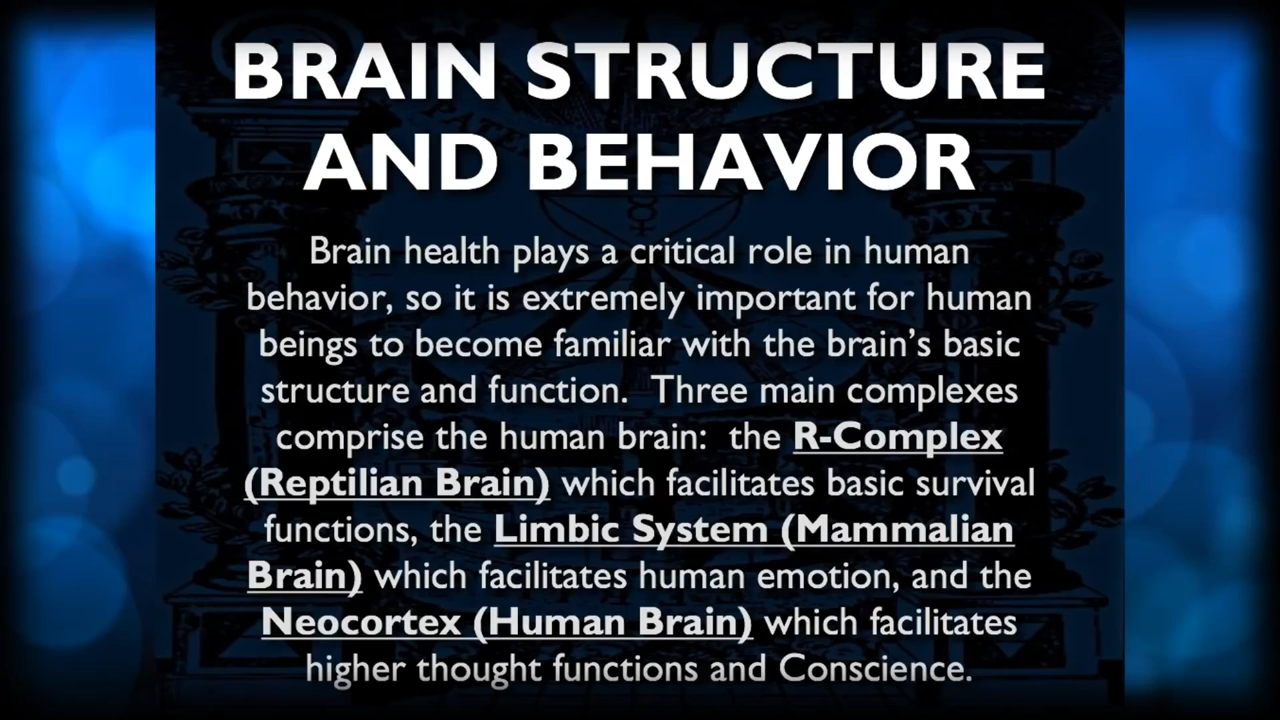 BRAIN STRUCTURE
AND BEHAVIOR
Brain health plays a critical role in human
behavior, so it is extremely important for human
beings to become familiar with the brain’s basic
structure and function.  Three main complexes
comprise the human brain:  the R-Complex
(Reptilian Brain) which facilitates basic survival
functions, the Limbic System (Mammalian
Brain) which facilitates human emotion, and the
Neocortex (Human Brain) which facilitates
higher thought functions and Conscience.